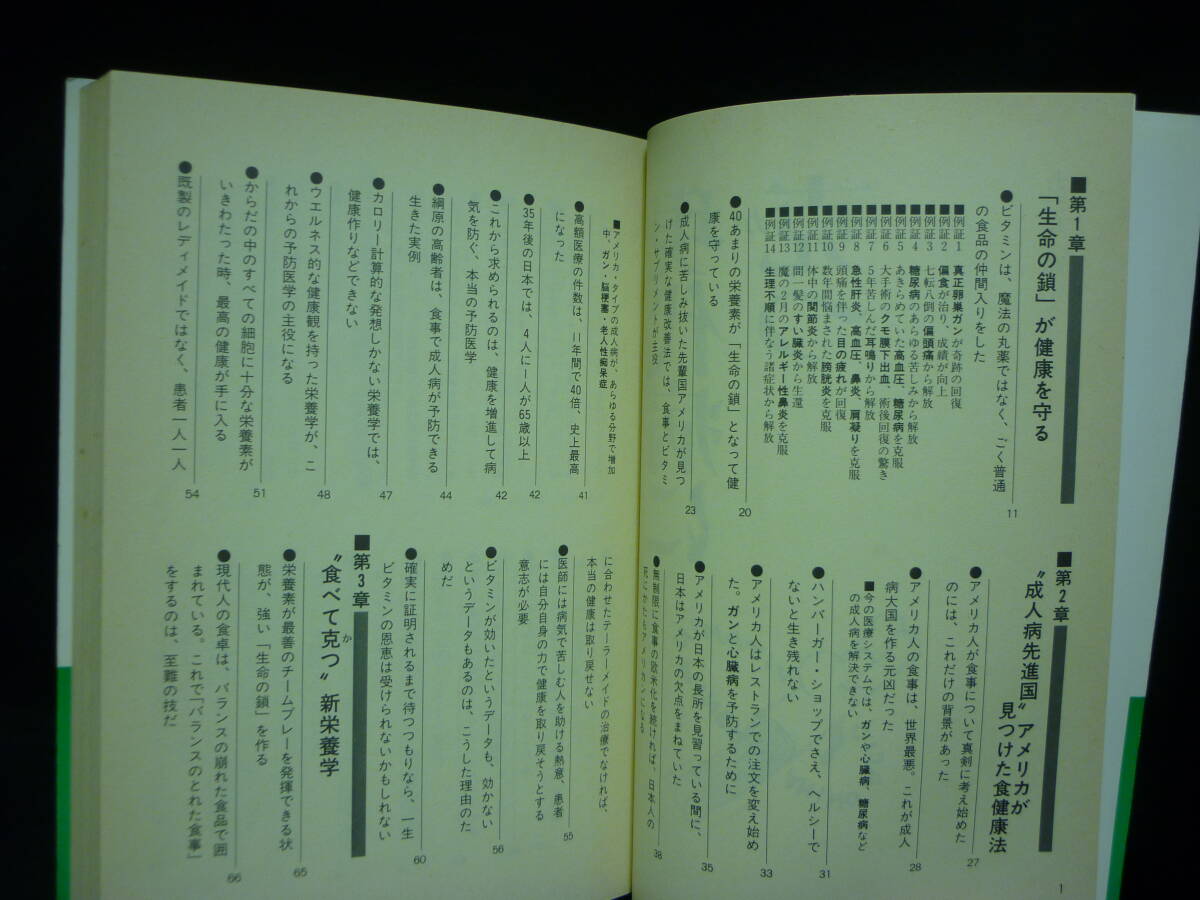 ■第1章
「生命の鎖」が健康を守る
●ビタミンは、魔法の丸薬ではなく、ごく普通
の食品の仲間入りをした
11
■例証1 真正卵巣ガンが奇跡の回復
■例証2 偏食が治り、成績が向上
■例証3 七転八倒の偏頭痛から解放
■例証4 糖尿病のあらゆる苦しみから解放
■例証5 あきらめていた高血圧、糖尿病を克服
■例証6 大手術のクモ膜下出血、術後回復の驚き
■例証7 5年苦しんだ耳鳴りから解放
■例証8 急性肝炎、高血圧、鼻炎、肩凝りを克服
■例証9 頭痛を伴った目の疲れが回復
■例証10 数年間悩まされた膀胱炎を克服
■例証11 体中の関節炎から解放
■例証12 間一髪のすい臓炎から生還
■例証13 魔の2月のアレルギー性鼻炎を克服
■例証14 生理不順に伴なう諸症状から解放
●40あまりの栄養素が「生命の鎖」となって健
康を守っている
20
●成人病に苦しみ抜いた先輩国アメリカが見つ
けた確実な健康改善法では、食事とビタミ
ン・サプリメントが主役
23
■第2章
〝成人病先進国〟アメリカが
見つけた食健康法
●アメリカ人が食事について真剣に考え始めた
のには、これだけの背景があった
27
●アメリカ人の食事は、世界最悪。これが成人
病大国を作る元凶だった
28
■今の医療システムでは、ガンや心臓病、糖尿病など
の成人病を解決できない
●ハンバーガー・ショップでさえ、ヘルシーで
ないと生き残れない
31
●アメリカ人はレストランでの注文を変え始め
た。ガンと心臓病を予防するために
33
●アメリカが日本の長所を見習っている間に、
日本はアメリカの欠点をまねていた
35
●無制限に食事の欧米化を続ければ、日本人の
死にかたもアメリカンになる
38
1
■アメリカ・タイプの成人病が、あらゆる分野で増加
中、ガン・脳梗塞・老人性痴呆症
●高額医療の件数は、11年間で40倍、史上最高
になった
41
●35年後の日本では、4人に1人が65歳以上
42
●これから求められるのは、健康を増進して病
気を防ぐ、本当の予防医学
42
●綱原の高齢者は、食事で成人病が予防できる
生きた実例
44
●カロリー計算的な発想しかない栄養学では、
健康作りなどできない
47
●ウエルネス的な健康観を持った栄養学が、こ
れからの予防医学の主役になる
48
●からだの中のすべての細胞に十分な栄養素が
いきわたった時、最高の健康が手に入る
51
●既製のレディメイドではなく、患者一人一人
54
に合わせたテーラーメイドの治療でなければ、
本当の健康は取り戻せない
●医師には病気で苦しむ人を助ける熱意、患者
には自分自身の力で健康を取り戻そうとする
意志が必要
55
●ビタミンが効いたというデータも、効かない
というデータもあるのは、こうした理由のた
めだ
56
●確実に証明されるまで待つつもりなら、一生
ビタミンの恩恵は受けられないかもしれない
60
■第3章
〝食べて克つ〟新栄養学
か
●栄養素が最善のチームプレーを発揮できる状
態が、強い「生命の鎖」を作る
65
●現代人の食卓は、バランスの崩れた食品で囲
まれている。これで「バランスのとれた食事」
をするのは、至難の技だ
66